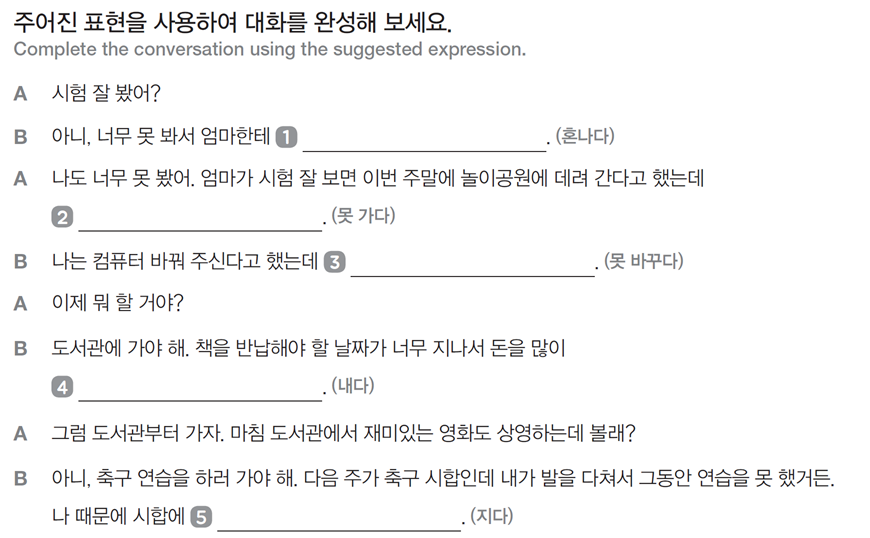 주어진 표현을 사용하여 대화를 완성해 보세요.
Complete the conversation using the suggested expression.
A 시험 잘 봤어?
B 아니, 너무 못 봐서 엄마한테 1 ______. (혼나다)
A 나도 너무 못 봤어. 엄마가 시험 잘 보면 이번 주말에 놀이공원에 데려 간다고 했는데
2 ______. (못 가다)
B 나는 컴퓨터 바꿔 주신다고 했는데 3 ______. (못 바꾸다)
A 이제 뭐 할 거야?
B 도서관에 가야 해. 책을 반납해야 할 날짜가 너무 지나서 돈을 많이
4 ______. (내다)
A 그럼 도서관부터 가자. 마침 도서관에서 재미있는 영화도 상영하는데 볼래?
B 아니, 축구 연습을 하러 가야 해. 다음 주가 축구 시합인데 내가 발을 다쳐서 그동안 연습을 못 했거든.
나 때문에 시합에 5 ______. (지다)